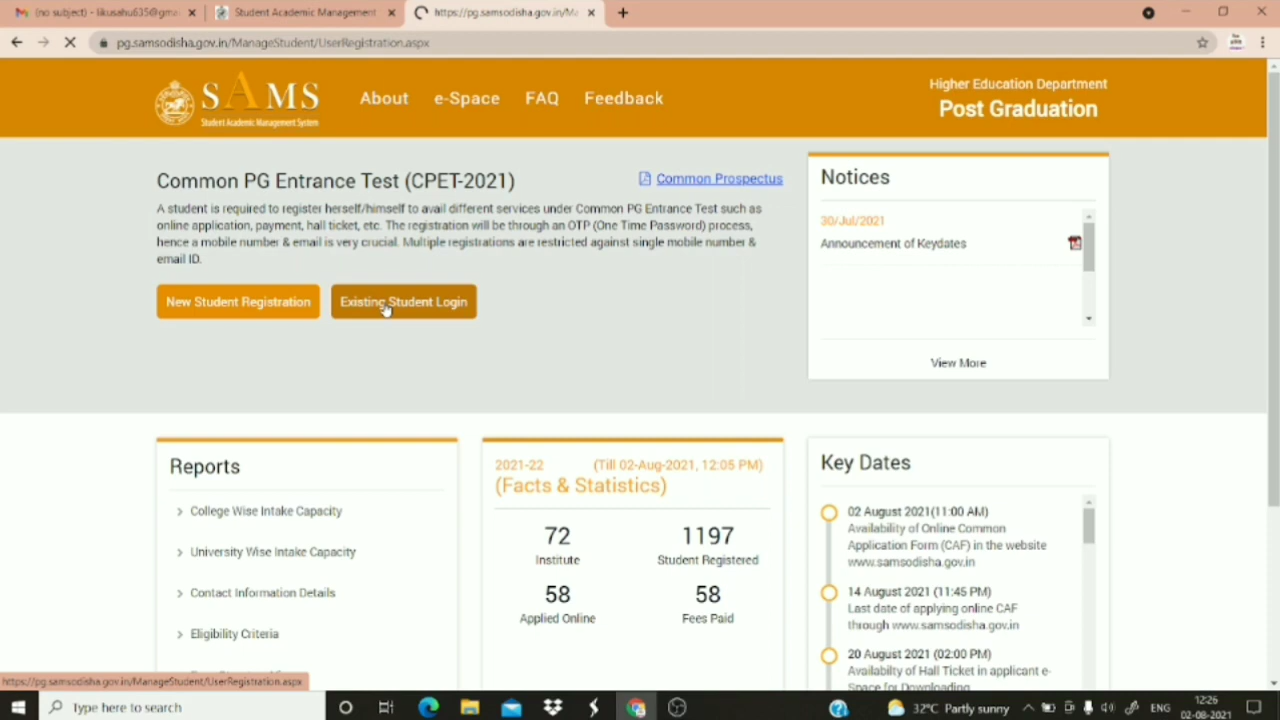 (no subject) - likusahu635@gma
Student Academic Management
https://pg.samsodisha.gov.in/Ma
pg.samsodisha.gov.in/ManageStudent/UserRegistration.aspx
SAMS
Student Academic Management System
About
e-Space
FAQ
Feedback
Higher Education Department
Post Graduation
Common PG Entrance Test (CPET-2021)
Common Prospectus
A student is required to register herself/himself to avail different services under Common PG Entrance Test such as
online application, payment, hall ticket, etc. The registration will be through an OTP (One Time Password) process,
hence a mobile number & email is very crucial. Multiple registrations are restricted against single mobile number &
email ID.
New Student Registration
Existing Student Login
Notices
30/Jul/2021
Announcement of Keydates
View More
Reports
College Wise Intake Capacity
University Wise Intake Capacity
Contact Information Details
Eligibility Criteria
2021-22 (Till 02-Aug-2021, 12:05 PM)
(Facts & Statistics)
72 1197
Institute Student Registered
58 58
Applied Online Fees Paid
Key Dates
02 August 2021(11:00 AM)
Availability of Online Common
Application Form (CAF) in the website
www.samsodisha.gov.in
14 August 2021 (11:45 PM)
Last date of applying online CAF
through www.samsodisha.gov.in
20 August 2021 (02:00 PM)
Availabilty of Hall Ticket in applicant e-
Space for Downloading
https://pg.samsodisha.gov.in/ManageStudent/UserRegistration.aspx
Type here to search
32°C Partly sunny
ENG
12:26
02-08-2021